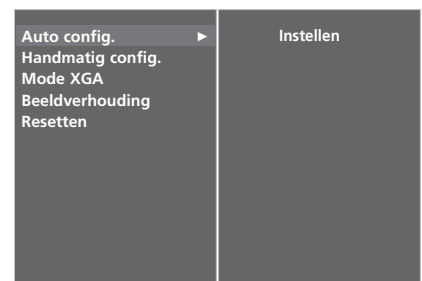 Auto config. ►
Handmatig config.
Mode XGA
Beeldverhouding
Resetten
Instellen